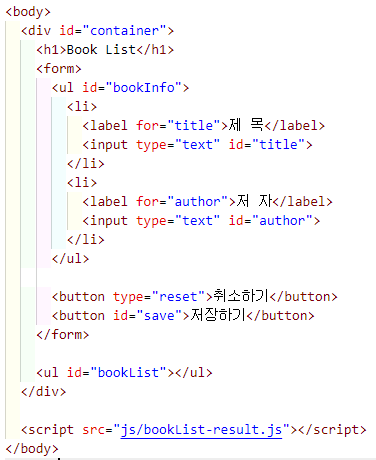 <body>
<div id="container">
<h1>Book List</h1>
<form>
<ul id="bookInfo">
<li>
<label for="title">제 목</label>
<input type="text" id="title">
</li>
<li>
<label for="author">저 자</label>
<input type="text" id="author">
</li>
</ul>
<button type="reset">취소하기</button>
<button id="save">저장하기</button>
</form>
<ul id="bookList"></ul>
</div>
<script src="js/bookList-result.js"></script>
</body>